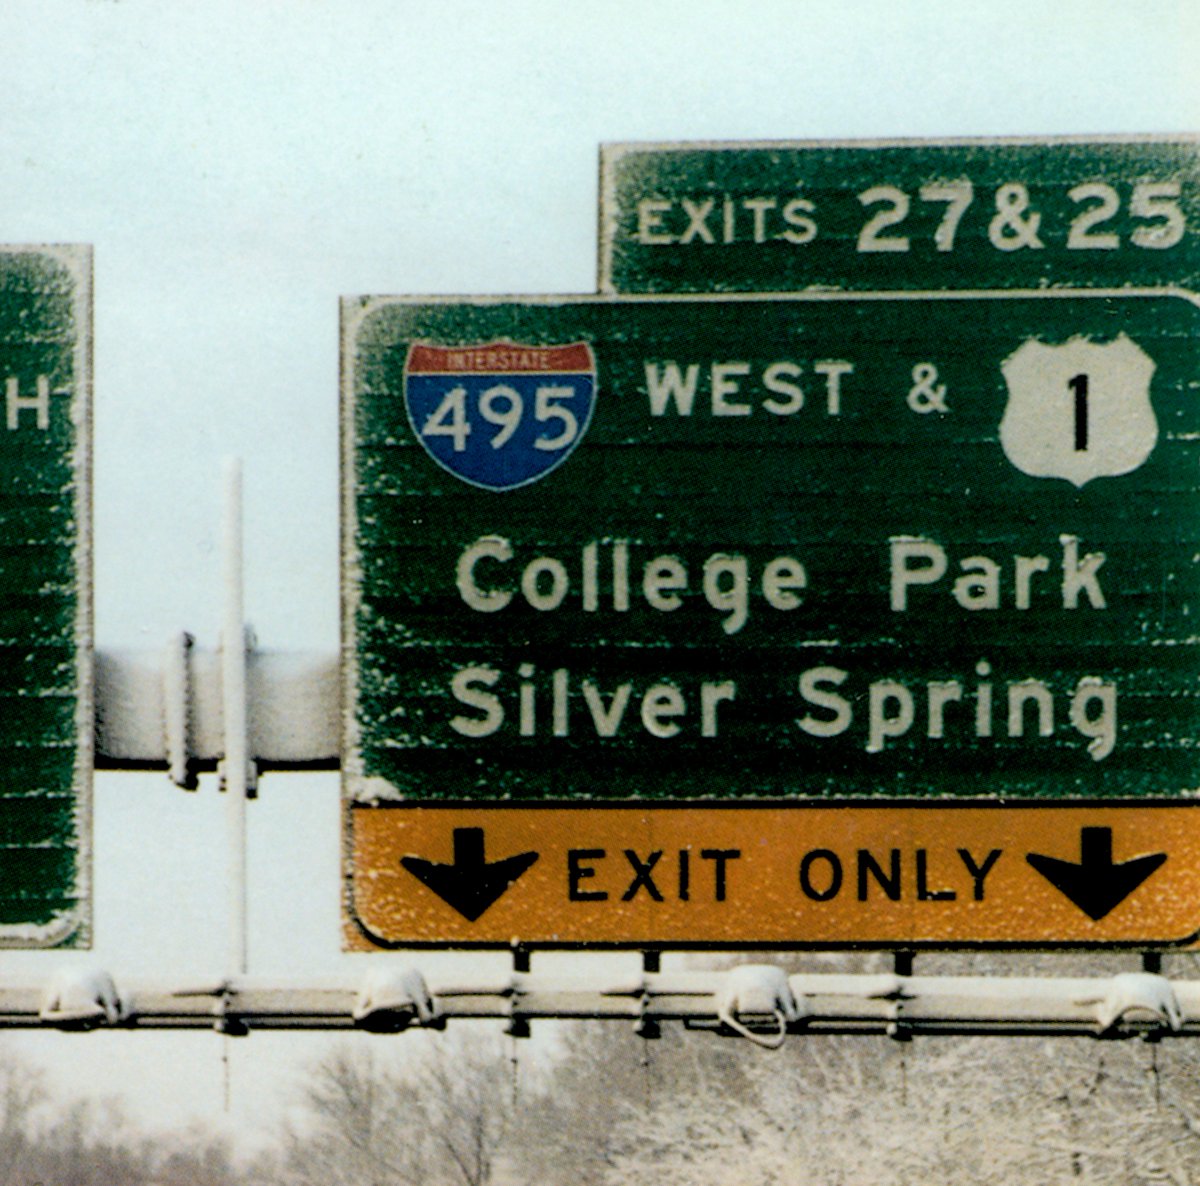 EXITS 27 & 25
H
INTERSTATE
495 WEST & 1
College Park
Silver Spring
EXIT ONLY